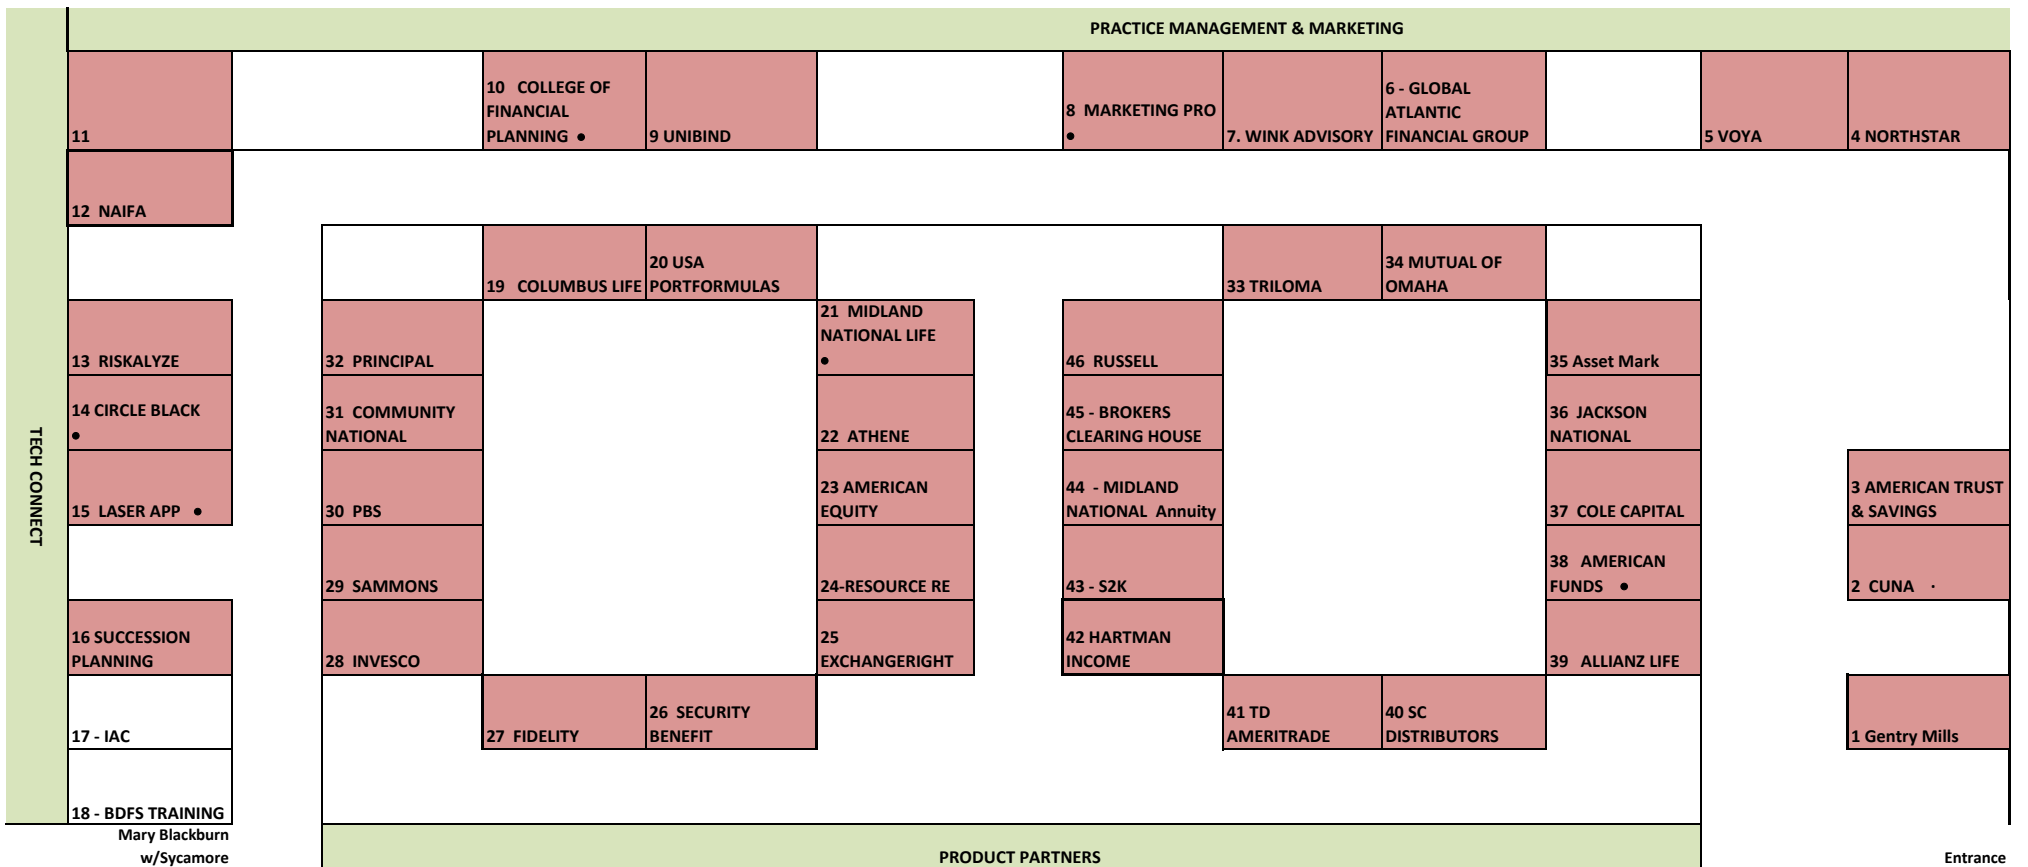 PRACTICE MANAGEMENT & MARKETING
11
10 COLLEGE OF
FINANCIAL
PLANNING ●
9 UNIBIND
8 MARKETING PRO
●
7. WINK ADVISORY
6 - GLOBAL
ATLANTIC
FINANCIAL GROUP
5 VOYA
4 NORTHSTAR
12 NAIFA
19 COLUMBUS LIFE
20 USA
PORTFORMULAS
33 TRILOMA
34 MUTUAL OF
OMAHA
13 RISKALYZE
32 PRINCIPAL
21 MIDLAND
NATIONAL LIFE
●
46 RUSSELL
35 Asset Mark
14 CIRCLE BLACK
●
31 COMMUNITY
NATIONAL
22 ATHENE
45 - BROKERS
CLEARING HOUSE
36 JACKSON
NATIONAL
TECH CONNECT
15 LASER APP ●
30 PBS
23 AMERICAN
EQUITY
44 - MIDLAND
NATIONAL Annuity
37 COLE CAPITAL
3 AMERICAN TRUST
& SAVINGS
29 SAMMONS
24-RESOURCE RE
43 - S2K
38 AMERICAN
FUNDS ●
2 CUNA ·
16 SUCCESSION
PLANNING
28 INVESCO
25
EXCHANGERIGHT
42 HARTMAN
INCOME
39 ALLIANZ LIFE
17 - IAC
27 FIDELITY
26 SECURITY
BENEFIT
41 TD
AMERITRADE
40 SC
DISTRIBUTORS
1 Gentry Mills
18 - BDFS TRAINING
Mary Blackburn
w/Sycamore
PRODUCT PARTNERS
Entrance